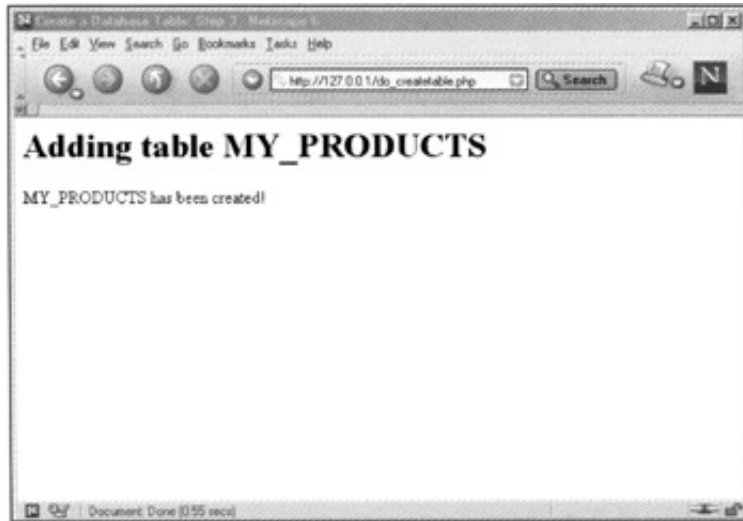 Create a Database Table: Step 3 - Netscape 6
File Edit View Search Go Bookmarks Tasks Help
http://127.0.0.1/do_createtable.php
Search
N
Adding table MY_PRODUCTS
MY_PRODUCTS has been created!
Document: Done (0.55 secs)